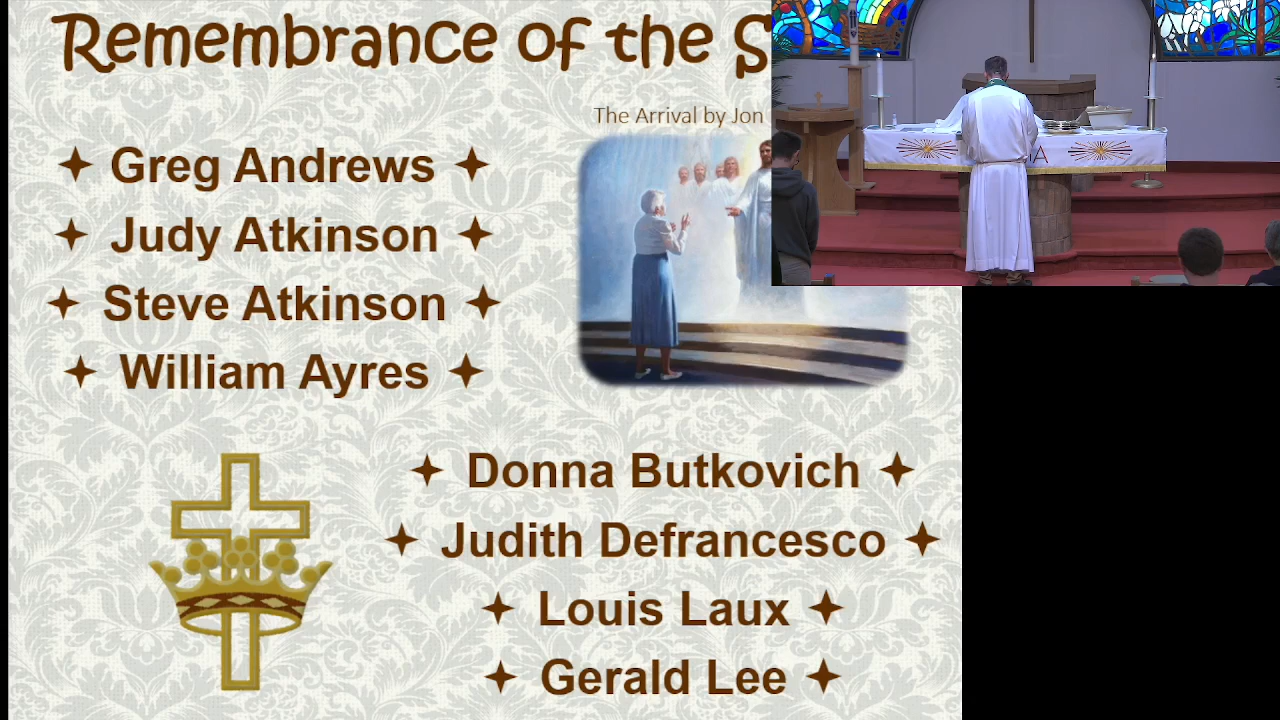 Remembrance of the S
The Arrival by Jon
Greg Andrews
Judy Atkinson
Steve Atkinson
William Ayres
Donna Butkovich
Judith Defrancesco
Louis Laux
Gerald Lee